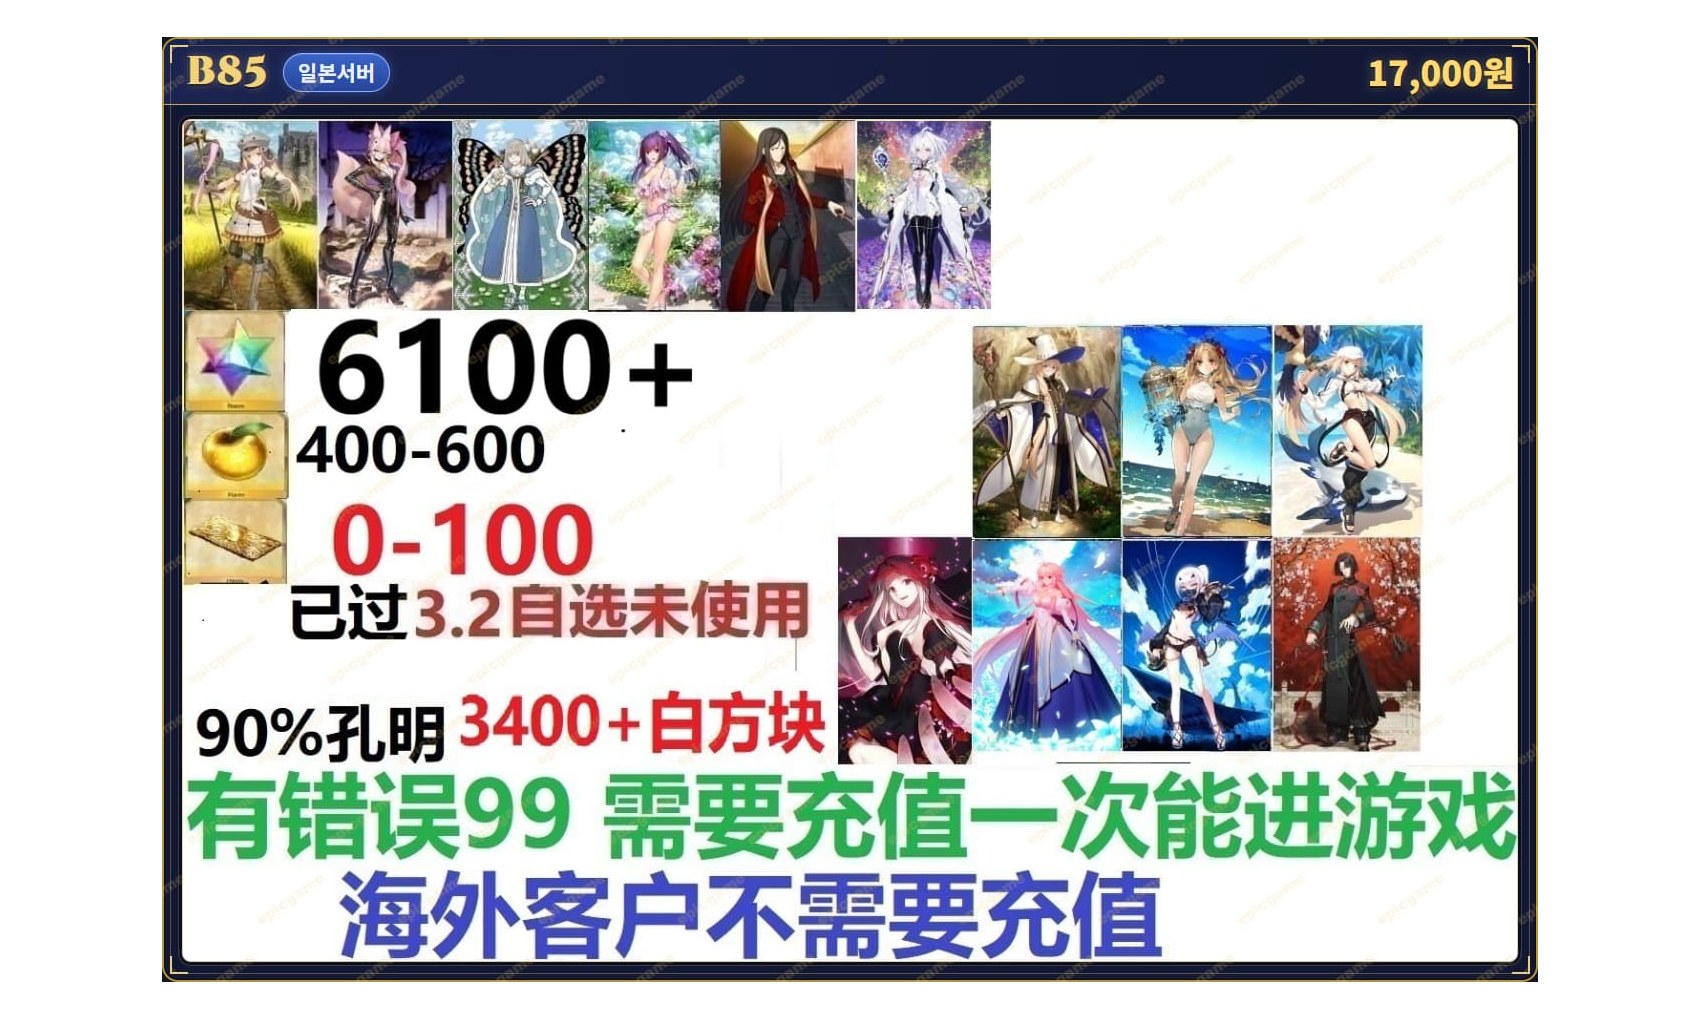 B85 일본서버 17,000원
6100+
400-600
0-100
已过3.2自选未使用
90%孔明 3400+白方块
有错误99 需要充值一次能进游戏
海外客户不需要充值
epicgame